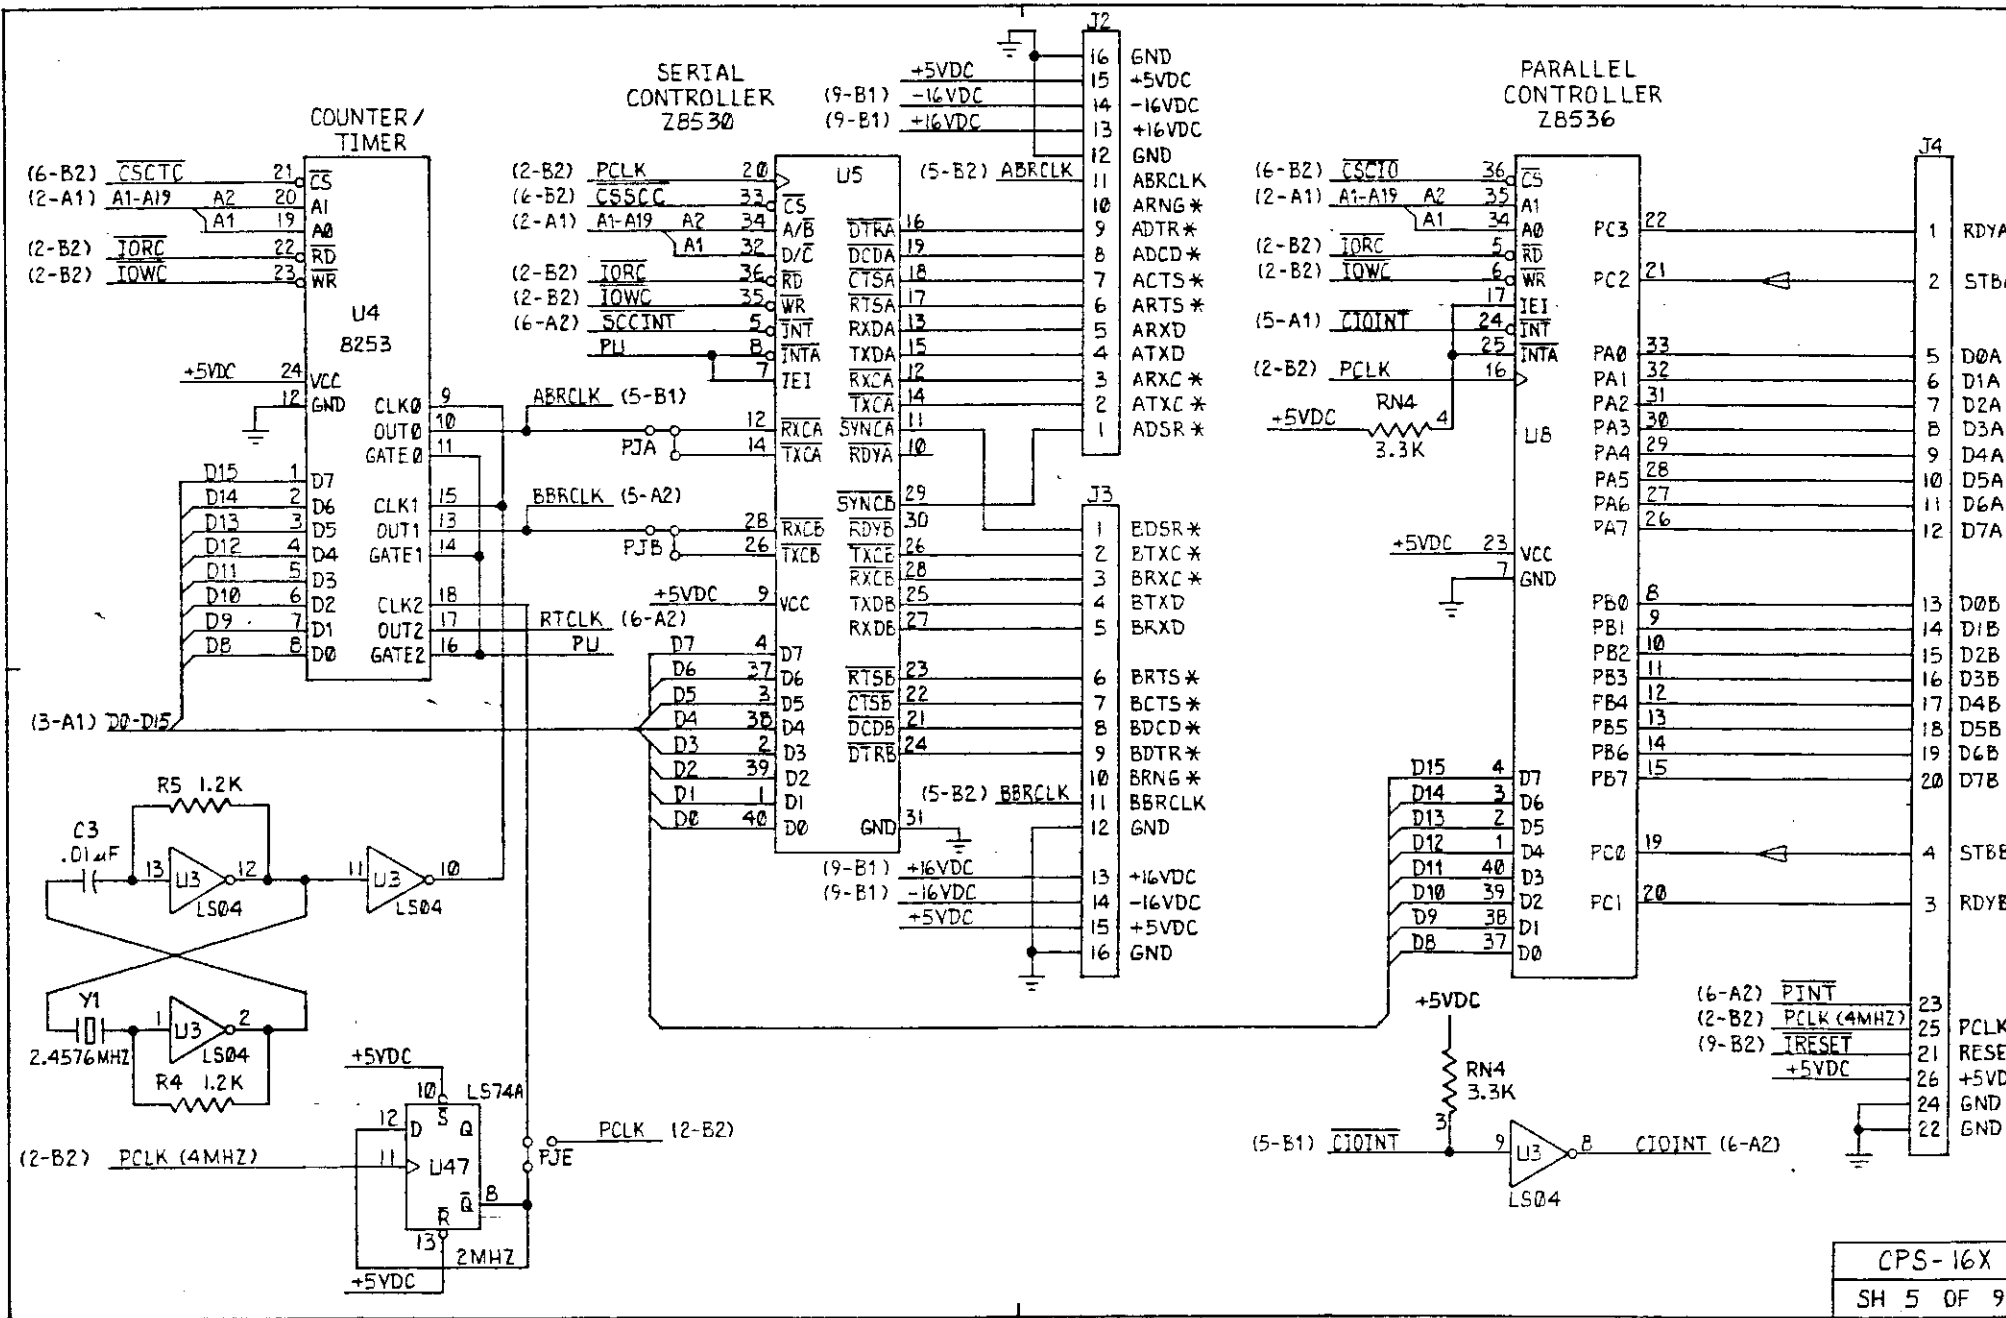 COUNTER/
TIMER
(6-B2) CSCTC 21 CS
(2-A1) A1-A19 A2 20 A1
A1 19 A0
(2-B2) IORC 22 RD
(2-B2) IOWC 23 WR
U4
8253
+5VDC 24 VCC
12 GND
CLK0 9
OUT0 10
GATE0 11
D15 1 D7
D14 2 D6
D13 3 D5
D12 4 D4
D11 5 D3
D10 6 D2
D9 7 D1
D8 8 D0
CLK1 15
OUT1 13
GATE1 14
CLK2 18
OUT2 17
GATE2 16
ABRCLK (5-B1)
PJA
BBRCLK (5-A2)
PJB
RTCLK (6-A2)
PU
(3-A1) D0-D15
R5 1.2K
C3
.01uF
13 U3 12
LS04
11 U3 10
LS04
Y1
2.4576MHZ
1 U3 2
LS04
R4 1.2K
+5VDC
10 LS74A
S
12 D Q
(2-B2) PCLK (4MHZ) 11 U47
Q 8
R
13
2MHZ
+5VDC
PCLK (2-B2)
PJE
SERIAL
CONTROLLER
Z8530
U5
(2-B2) PCLK 20
(6-B2) CSSCC 33 CS
(2-A1) A1-A19 A2 34 A/B
A1 32 D/C
(2-B2) IORC 36 RD
(2-B2) IOWC 35 WR
(6-A2) SCCINT 5 INT
PU 8 INTA
7 IEI
12 RXCA
14 TXCA
28 RXCB
26 TXCB
+5VDC 9 VCC
D7 4 D7
D6 37 D6
D5 3 D5
D4 38 D4
D3 2 D3
D2 39 D2
D1 1 D1
D0 40 D0
DTRA 16
DCDA 19
CTSA 18
RTSA 17
RXDA 13
TXDA 15
RXCA 12
TXCA 14
SYNCA 11
RDYA 10
SYNCB 29
RDYB 30
TXCB 26
RXCB 28
TXDB 25
RXDB 27
RTSB 23
CTSB 22
DCDB 21
DTRB 24
GND 31
J2
16 GND
+5VDC 15 +5VDC
(9-B1) -16VDC 14 -16VDC
(9-B1) +16VDC 13 +16VDC
12 GND
(5-B2) ABRCLK 11 ABRCLK
10 ARNG*
9 ADTR*
8 ADCD*
7 ACTS*
6 ARTS*
5 ARXD
4 ATXD
3 ARXC*
2 ATXC*
1 ADSR*
J3
1 BDSR*
2 BTXC*
3 BRXC*
4 BTXD
5 BRXD
6 BRTS*
7 BCTS*
8 BDCD*
9 BDTR*
10 BRNG*
(5-B2) BBRCLK 11 BBRCLK
12 GND
(9-B1) +16VDC 13 +16VDC
(9-B1) -16VDC 14 -16VDC
+5VDC 15 +5VDC
16 GND
PARALLEL
CONTROLLER
Z8536
(6-B2) CSCIO 36 CS
(2-A1) A1-A19 A2 35 A1
A1 34 A0
(2-B2) IORC 5 RD
(2-B2) IOWC 6 WR
17 IEI
(5-A1) CIOINT 24 INT
25 INTA
(2-B2) PCLK 16
+5VDC RN4 4
3.3K
U8
+5VDC 23 VCC
7 GND
D15 4 D7
D14 3 D6
D13 2 D5
D12 1 D4
D11 40 D3
D10 39 D2
D9 38 D1
D8 37 D0
PC3 22
PC2 21
PA0 33
PA1 32
PA2 31
PA3 30
PA4 29
PA5 28
PA6 27
PA7 26
PB0 8
PB1 9
PB2 10
PB3 11
PB4 12
PB5 13
PB6 14
PB7 15
PC0 19
PC1 20
J4
1 RDYA
2 STBA
5 D0A
6 D1A
7 D2A
8 D3A
9 D4A
10 D5A
11 D6A
12 D7A
13 D0B
14 D1B
15 D2B
16 D3B
17 D4B
18 D5B
19 D6B
20 D7B
4 STBB
3 RDYB
(6-A2) PINT 23
(2-B2) PCLK (4MHZ) 25 PCLK
(9-B2) IRESET 21 RESE
+5VDC 26 +5VD
24 GND
22 GND
+5VDC
RN4
3.3K
3
(5-B1) CIOINT 9 U3 8 CIOINT (6-A2)
LS04
CPS-16X
SH 5 OF 9